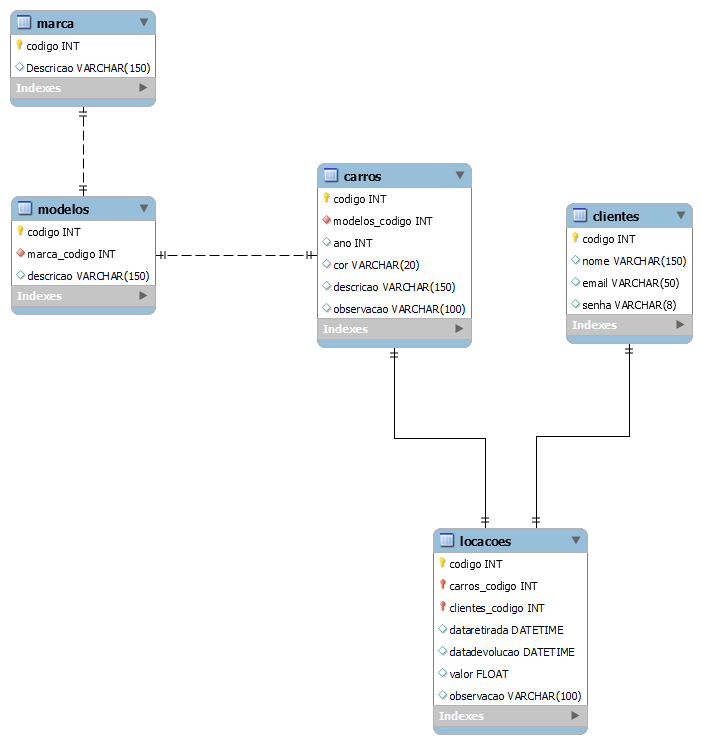 marca
codigo INT
Descricao VARCHAR(150)
Indexes
modelos
codigo INT
marca_codigo INT
descricao VARCHAR(150)
Indexes
carros
codigo INT
modelos_codigo INT
ano INT
cor VARCHAR(20)
descricao VARCHAR(150)
observacao VARCHAR(100)
Indexes
clientes
codigo INT
nome VARCHAR(150)
email VARCHAR(50)
senha VARCHAR(8)
Indexes
locacoes
codigo INT
carros_codigo INT
clientes_codigo INT
dataretirada DATETIME
datadevolucao DATETIME
valor FLOAT
observacao VARCHAR(100)
Indexes